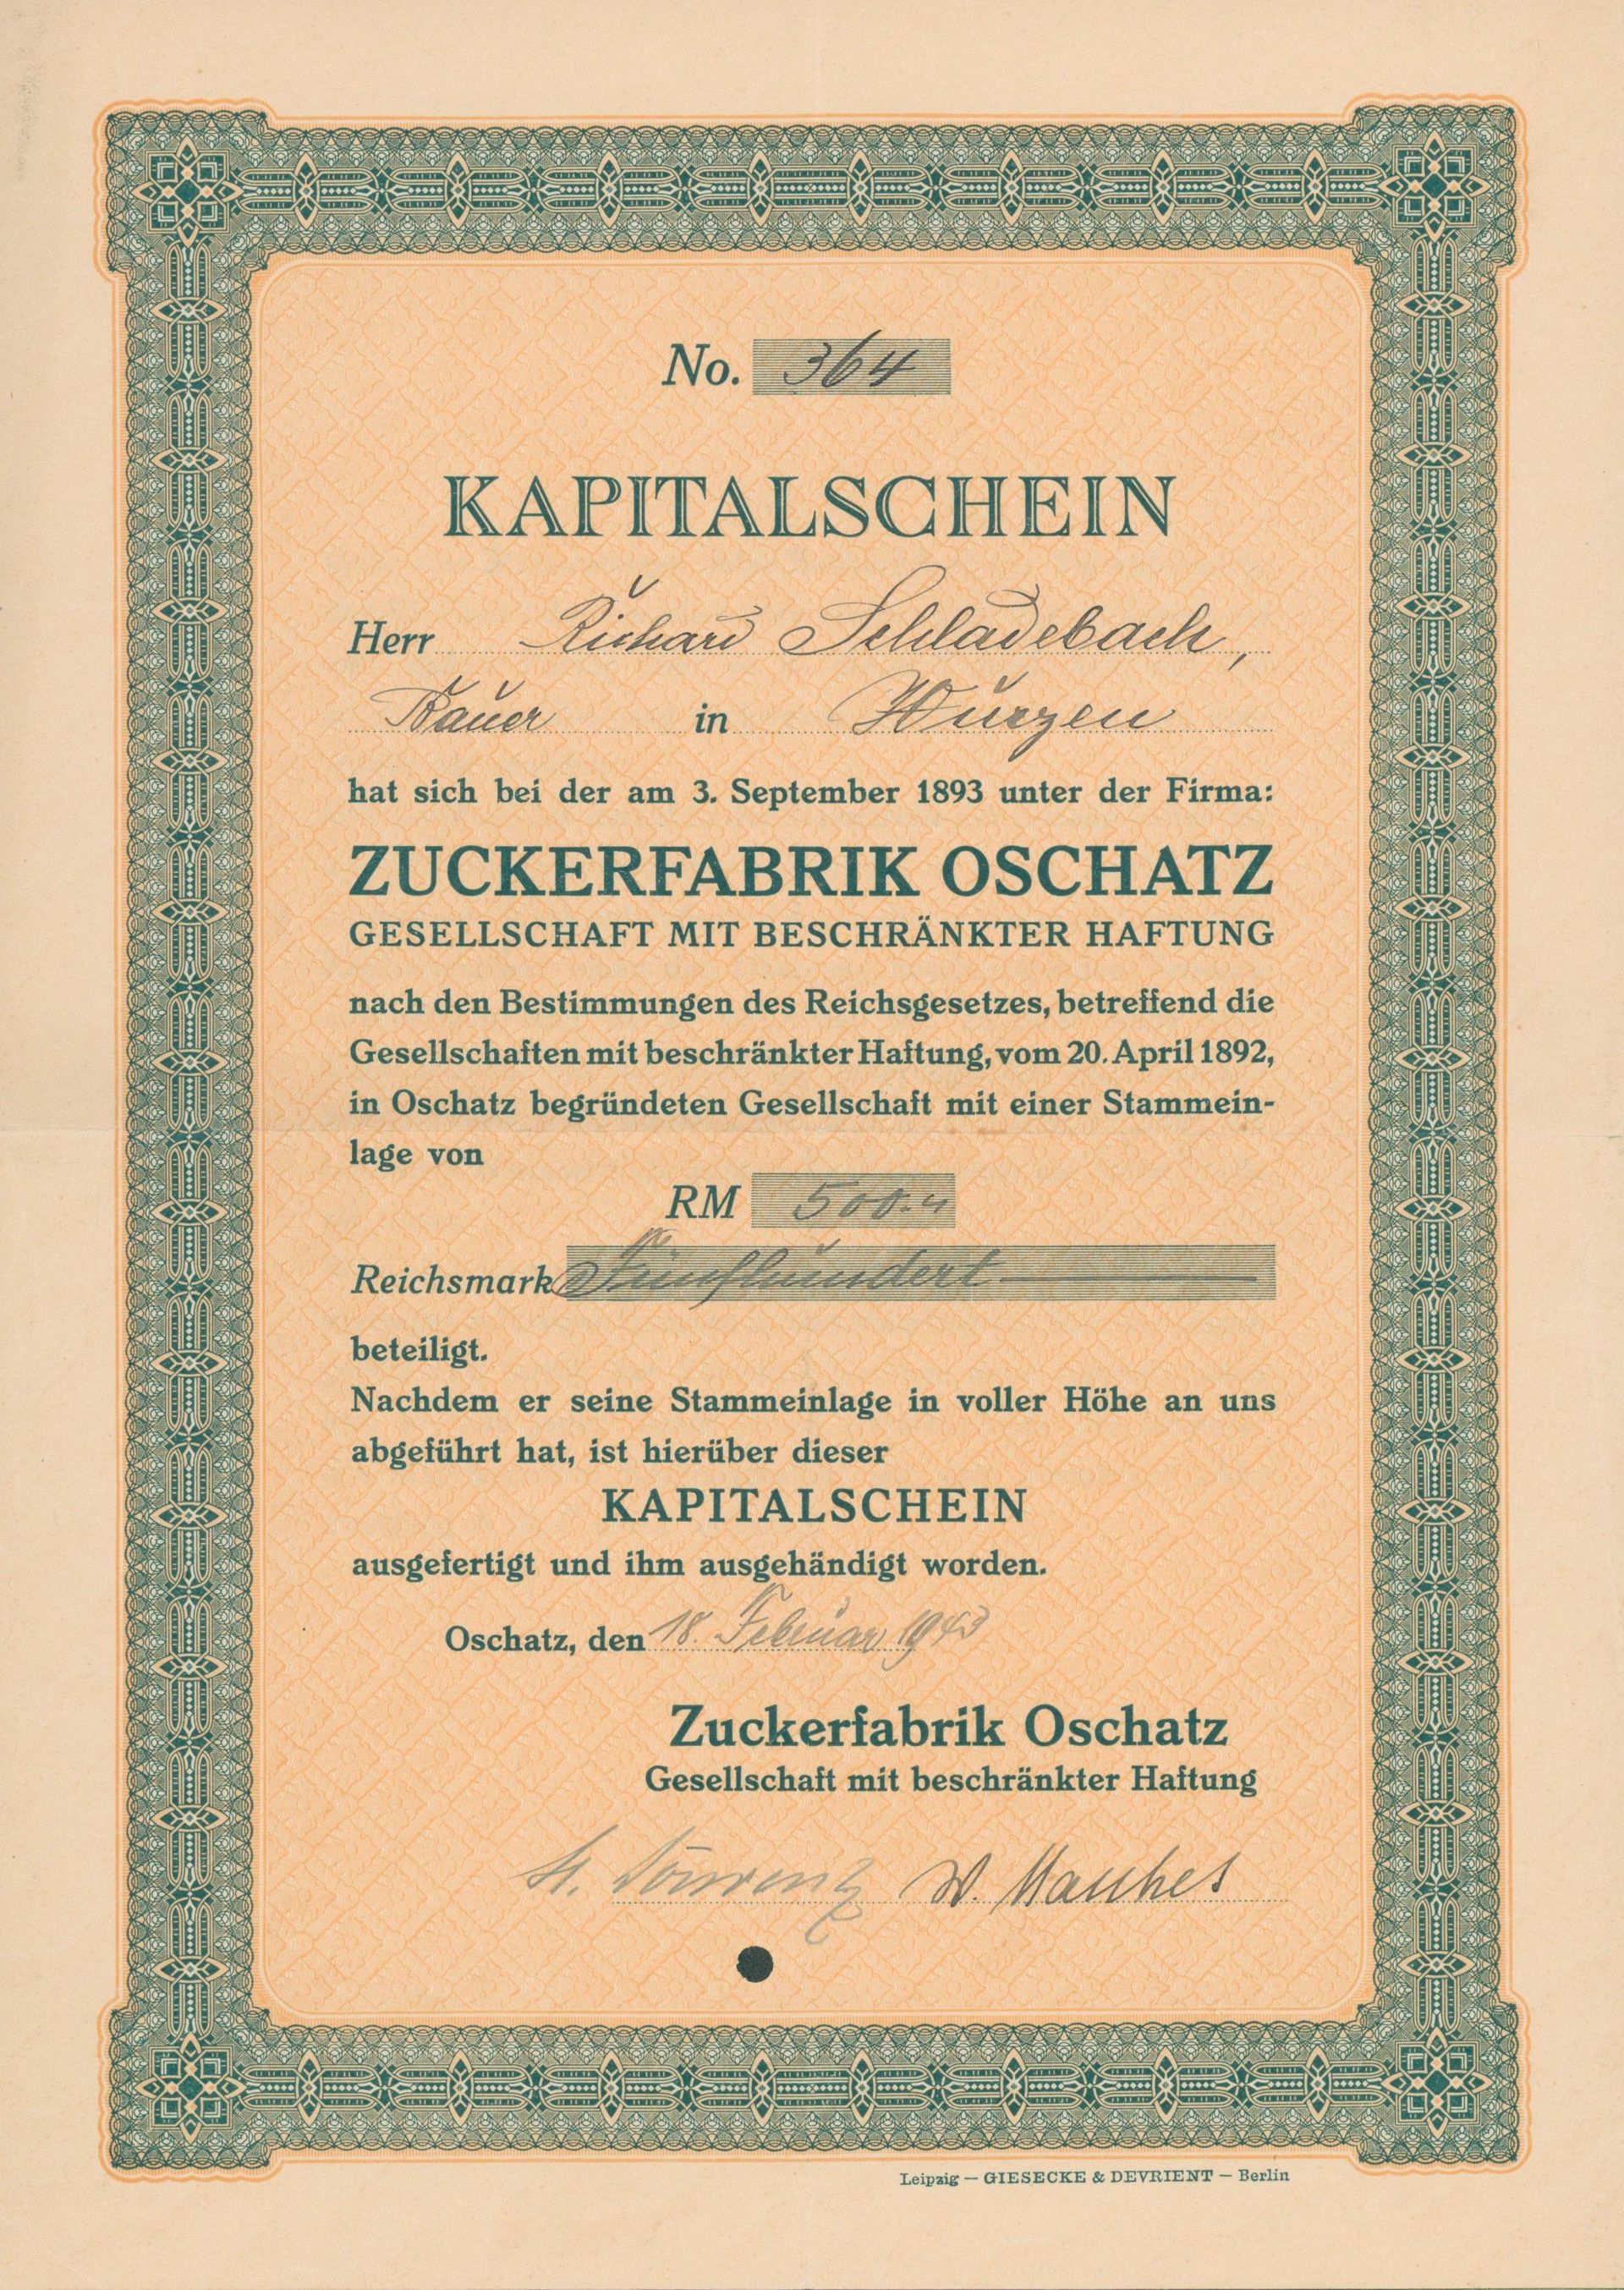 No. 364
KAPITALSCHEIN
Herr Richard Schladebach,
Bauer in Wurzen
hat sich bei der am 3. September 1893 unter der Firma:
ZUCKERFABRIK OSCHATZ
GESELLSCHAFT MIT BESCHRÄNKTER HAFTUNG
nach den Bestimmungen des Reichsgesetzes, betreffend die
Gesellschaften mit beschränkter Haftung, vom 20. April 1892,
in Oschatz begründeten Gesellschaft mit einer Stammein-
lage von
RM 500.-
Reichsmark Fünfhundert
beteiligt.
Nachdem er seine Stammeinlage in voller Höhe an uns
abgeführt hat, ist hierüber dieser
KAPITALSCHEIN
ausgefertigt und ihm ausgehändigt worden.
Oschatz, den 18. Februar 1943
Zuckerfabrik Oschatz
Gesellschaft mit beschränkter Haftung
W.
Leipzig — GIESECKE & DEVRIENT — Berlin